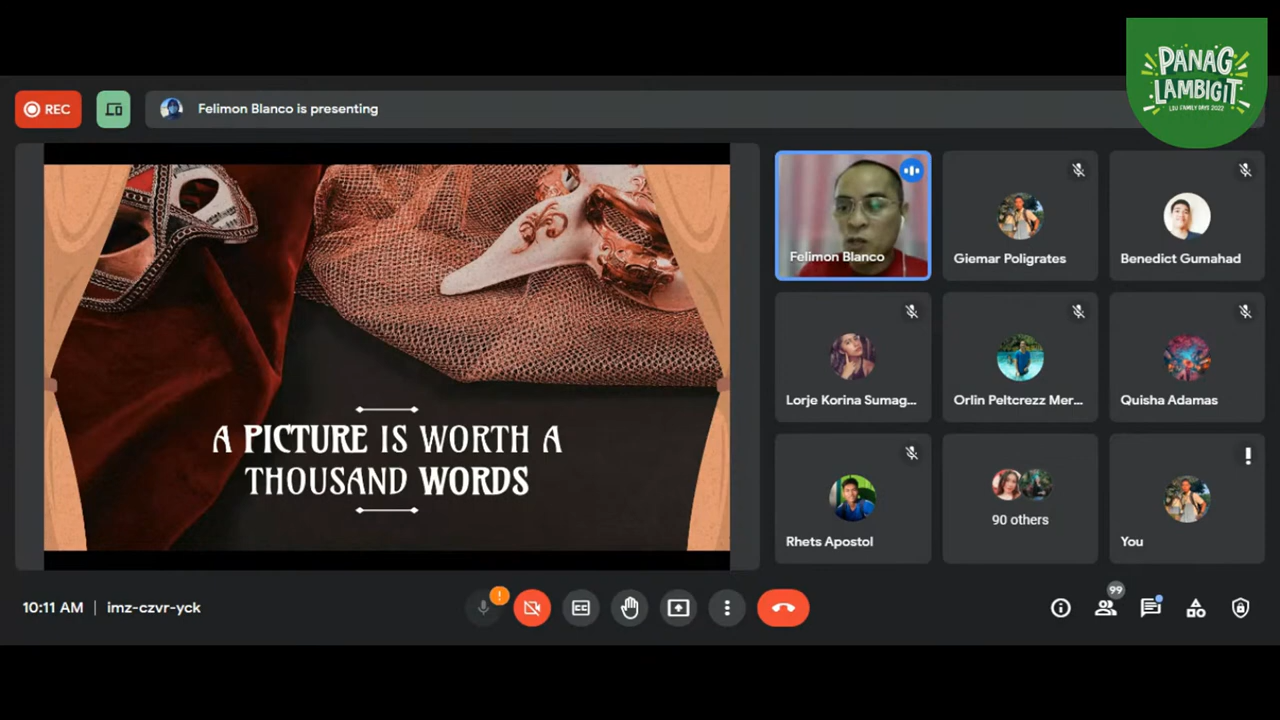 PANAG
LAMBIGIT
LSU FAMILY DAYS 2022
REC
Felimon Blanco is presenting
A PICTURE IS WORTH A
THOUSAND WORDS
Felimon Blanco
Giemar Poligrates
Benedict Gumahad
Lorje Korina Sumag...
Orlin Peltcrezz Mer...
Quisha Adamas
Rhets Apostol
90 others
You
10:11 AM | imz-czvr-yck
CC
99